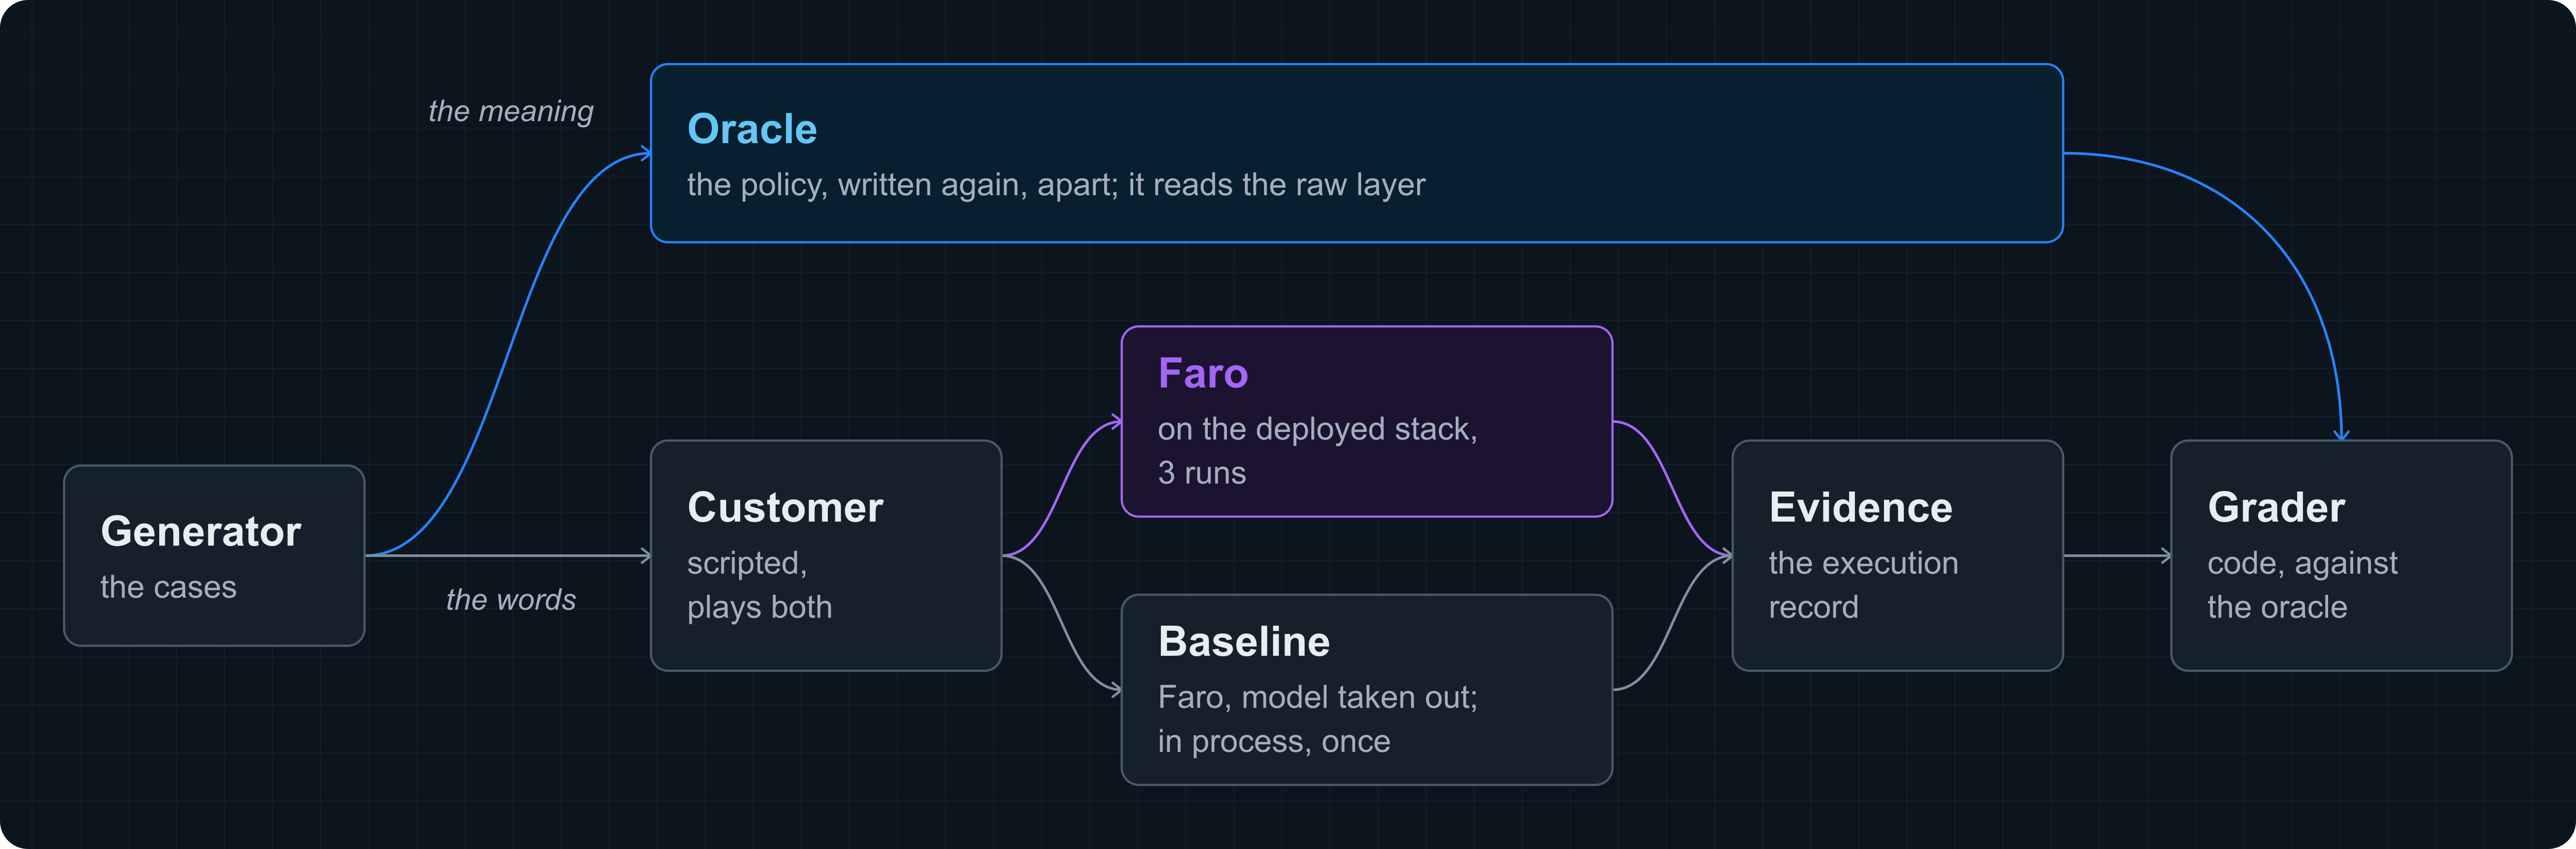 the meaning
Oracle
the policy, written again, apart; it reads the raw layer
Generator
the cases
the words
Customer
scripted,
plays both
Faro
on the deployed stack,
3 runs
Baseline
Faro, model taken out;
in process, once
Evidence
the execution
record
Grader
code, against
the oracle